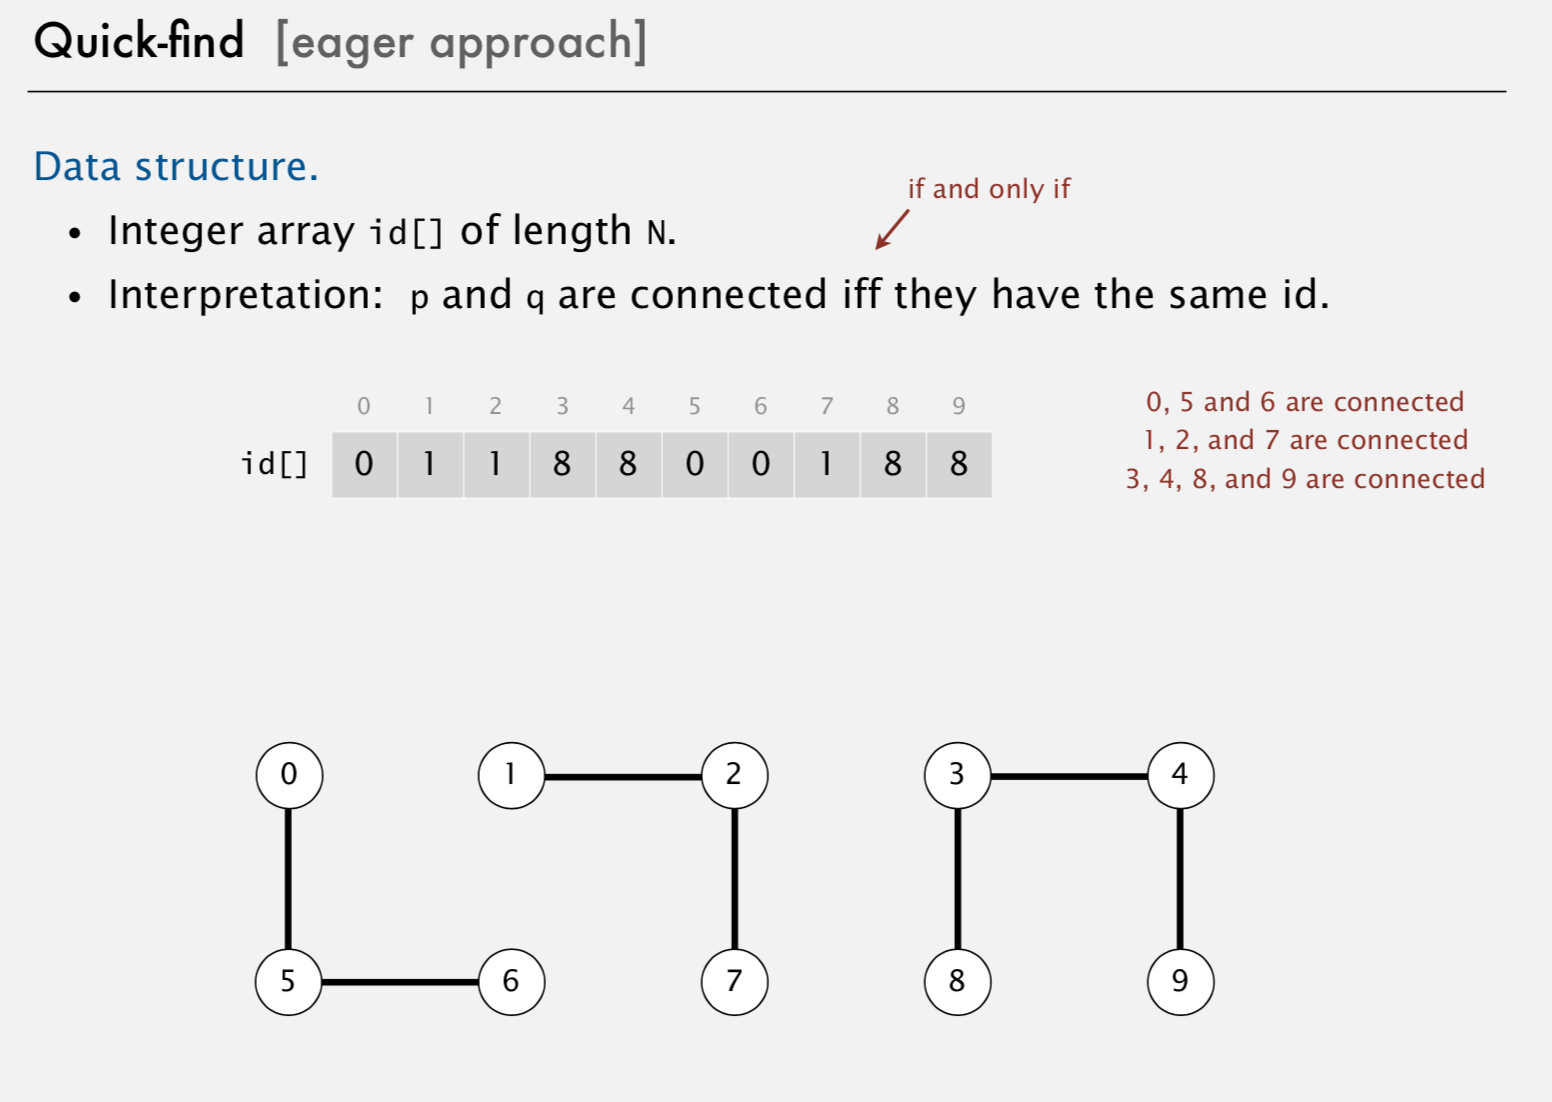 Quick-find [eager approach]
Data structure.
if and only if
• Integer array id[] of length N.
• Interpretation: p and q are connected iff they have the same id.
0 1 2 3 4 5 6 7 8 9
id[] 0 1 1 8 8 0 0 1 8 8
0, 5 and 6 are connected
1, 2, and 7 are connected
3, 4, 8, and 9 are connected
0 1 2 3 4
5 6 7 8 9